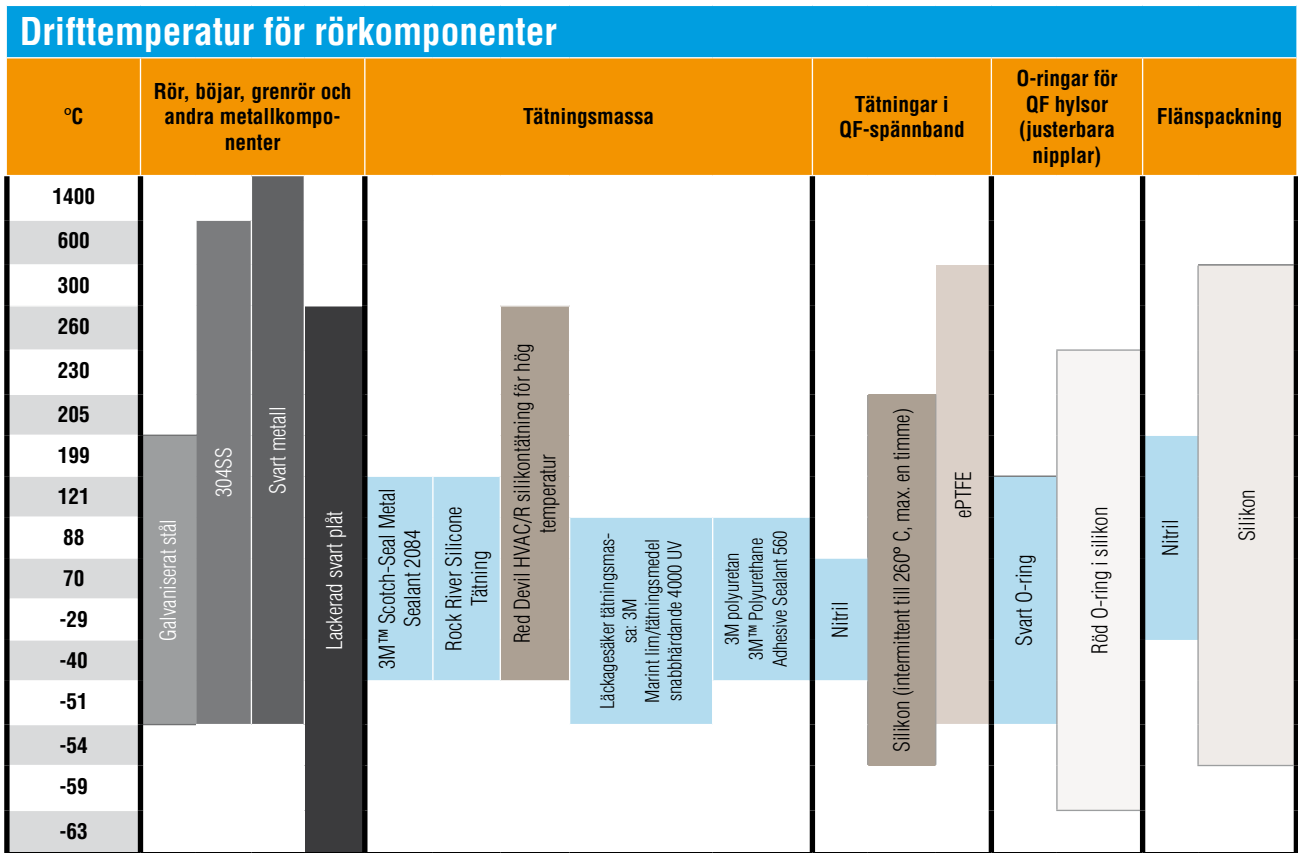 Drifttemperatur för rörkomponenter
°C
Rör, böjar, grenrör och
andra metallkompo-
nenter
Tätningsmassa
Tätningar i
QF-spännband
O-ringar för
QF hylsor
(justerbara
nipplar)
Flänspackning
1400
600
300
260
230
205
199
121
88
70
-29
-40
-51
-54
-59
-63
Galvaniserat stål
304SS
Svart metall
Lackerad svart plåt
3M™ Scotch-Seal Metal
Sealant 2084
Rock River Silicone
Tätning
Red Devil HVAC/R silikontätning för hög
temperatur
Läckagesäker tätningsmas-
sa: 3M
Marint lim/tätningsmedel
snabbhärdande 4000 UV
3M polyuretan
3M™ Polyurethane
Adhesive Sealant 560
Nitril
Silikon (intermittent till 260° C, max. en timme)
ePTFE
Svart O-ring
Röd O-ring i silikon
Nitril
Silikon